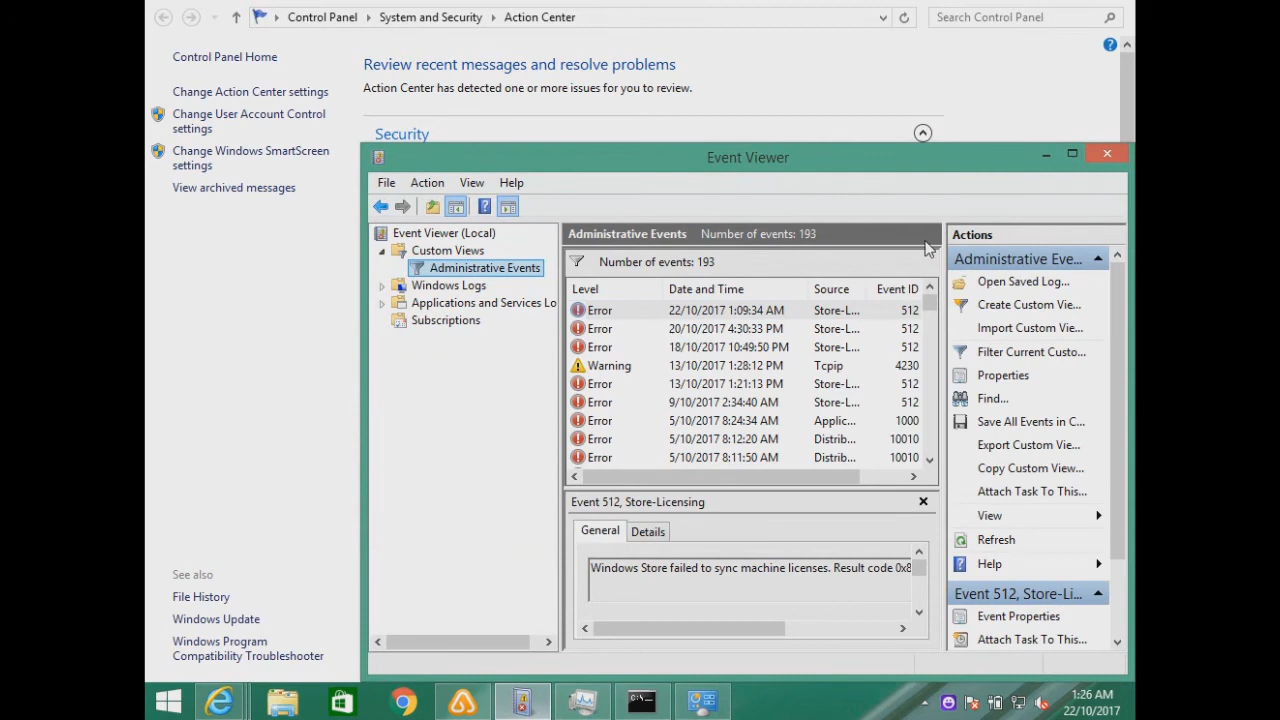 Control Panel
System and Security
Action Center
Search Control Panel
Control Panel Home
Change Action Center settings
Change User Account Control
settings
Change Windows SmartScreen
settings
View archived messages
Review recent messages and resolve problems
Action Center has detected one or more issues for you to review.
Security
Event Viewer
File Action View Help
Event Viewer (Local)
Custom Views
Administrative Events
Windows Logs
Applications and Services Lo
Subscriptions
Administrative Events Number of events: 193
Number of events: 193
Level Date and Time Source Event ID
Error 22/10/2017 1:09:34 AM Store-L... 512
Error 20/10/2017 4:30:33 PM Store-L... 512
Error 18/10/2017 10:49:50 PM Store-L... 512
Warning 13/10/2017 1:28:12 PM Tcpip 4230
Error 13/10/2017 1:21:13 PM Store-L... 512
Error 9/10/2017 2:34:40 AM Store-L... 512
Error 5/10/2017 8:24:34 AM Applic... 1000
Error 5/10/2017 8:12:20 AM Distrib... 10010
Error 5/10/2017 8:11:50 AM Distrib... 10010
Event 512, Store-Licensing
General Details
Windows Store failed to sync machine licenses. Result code 0x8
Actions
Administrative Eve...
Open Saved Log...
Create Custom Vie...
Import Custom Vie...
Filter Current Custo...
Properties
Find...
Save All Events in C...
Export Custom Vie...
Copy Custom View...
Attach Task To This...
View
Refresh
Help
Event 512, Store-Li...
Event Properties
Attach Task To This...
See also
File History
Windows Update
Windows Program
Compatibility Troubleshooter
1:26 AM
22/10/2017